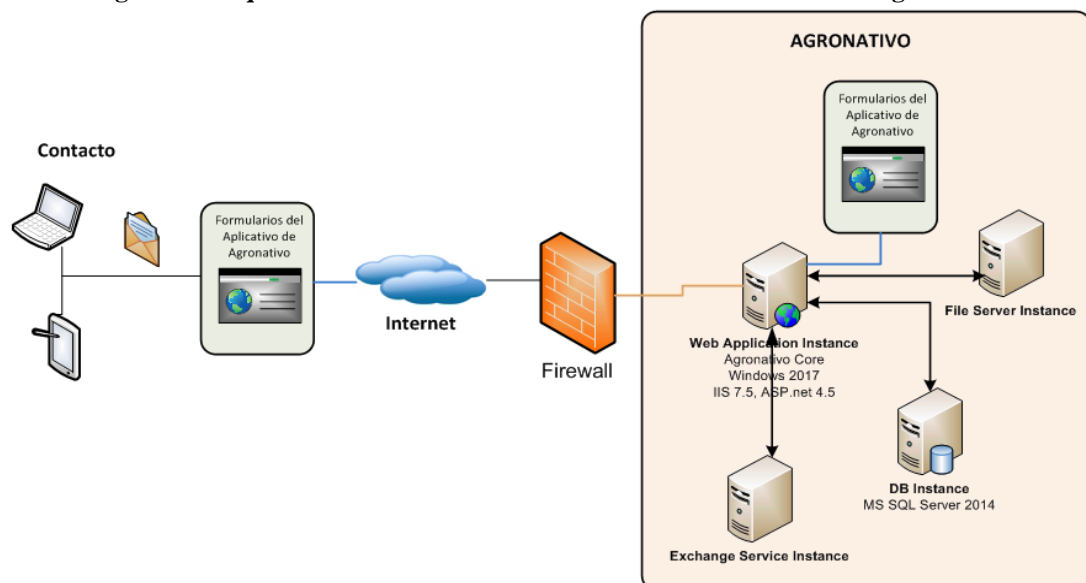 AGRONATIVO
Formularios del
Aplicativo de
Agronativo
Contacto
Formularios del
Aplicativo de
Agronativo
Internet
Firewall
File Server Instance
Web Application Instance
Agronativo Core
Windows 2017
IIS 7.5, ASP.net 4.5
DB Instance
MS SQL Server 2014
Exchange Service Instance